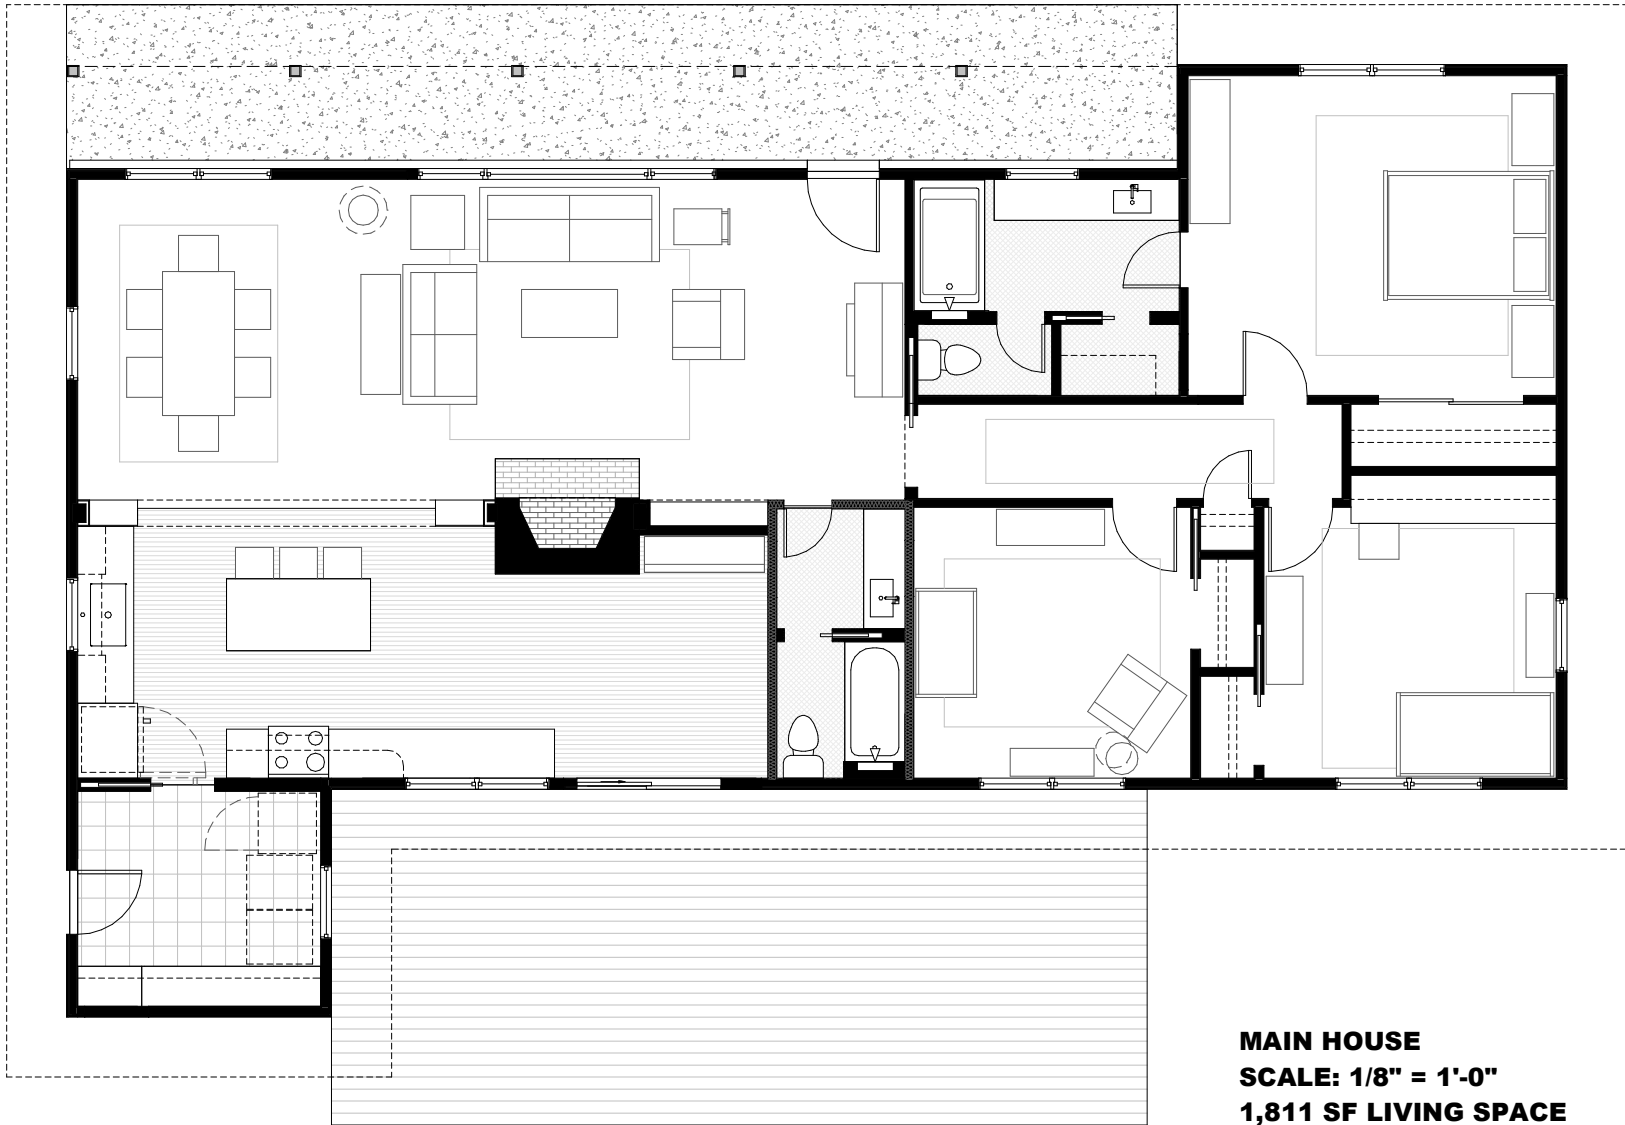 MAIN HOUSE
SCALE: 1/8" = 1'-0"
1,811 SF LIVING SPACE